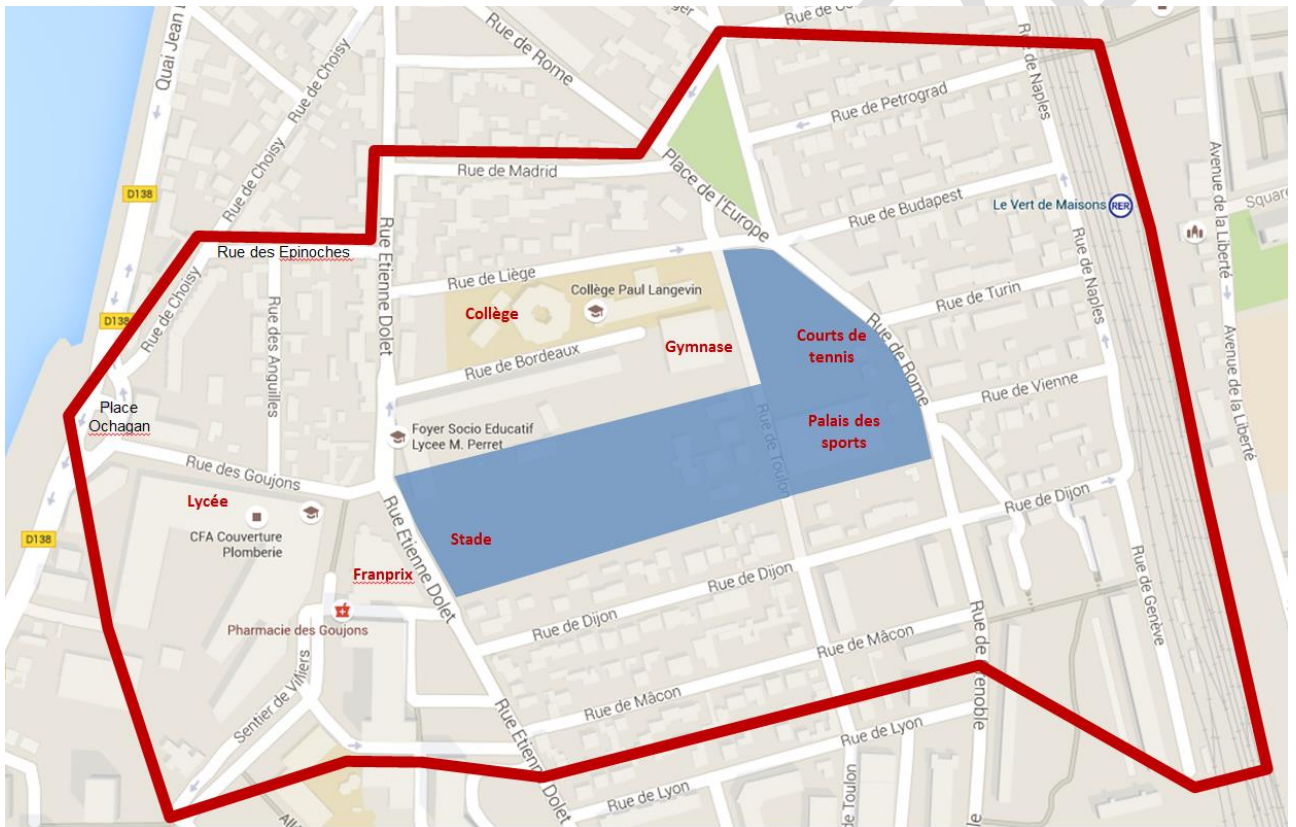 Quai Jean
Rue de Choisy
Rue de Choisy
Rue de Choisy
Rue de Rome
Rue de Naples
Rue de Petrograd
D138
Rue de Madrid
Place de l'Europe
Rue de Budapest
Le Vert de Maisons RER
Avenue de la Liberté
Square
Rue des Epinoches
Rue Etienne Dolet
Rue de Liège
Collège Paul Langevin
Collège
Rue de Naples
Rue de Turin
D138
Rue des Anguilles
Rue de Bordeaux
Gymnase
Courts de
tennis
Rue de Rome
Avenue de la Liberté
Place
Ochagan
Rue de Vienne
Foyer Socio Educatif
Lycee M. Perret
Palais des
sports
Rue de Toulon
Rue des Goujons
Lycée
CFA Couverture
Plomberie
D138
Stade
Rue de Dijon
Rue Etienne Dolet
Franprix
Rue de Dijon
Rue de Genève
Pharmacie des Goujons
Rue de Dijon
Rue de Mâcon
Sentier de Villiers
Rue de Mâcon
Rue de Grenoble
Rue Etienne Dolet
Rue de Lyon
Rue de Lyon
de Toulon